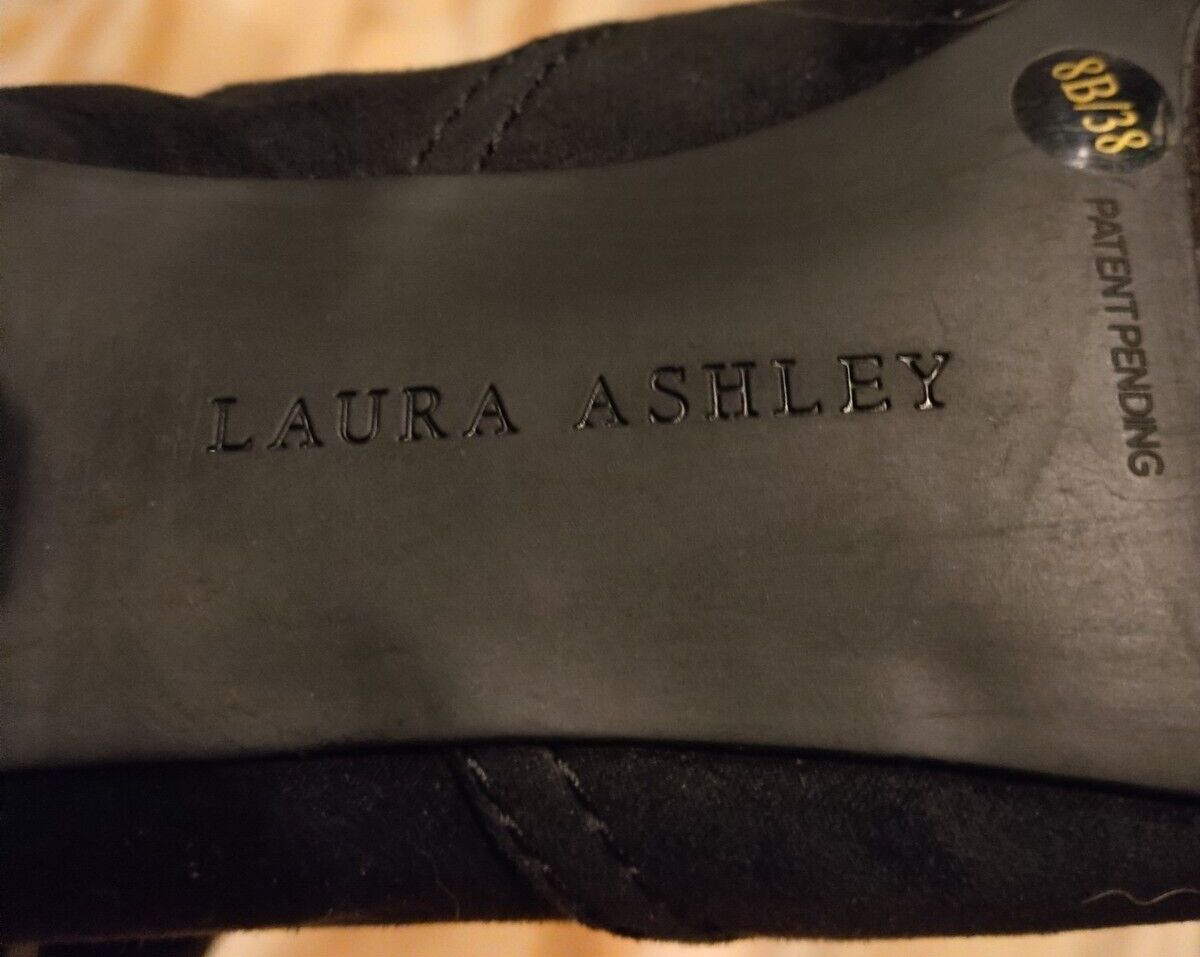 8B/38
PATENT PENDING
LAURA ASHLEY